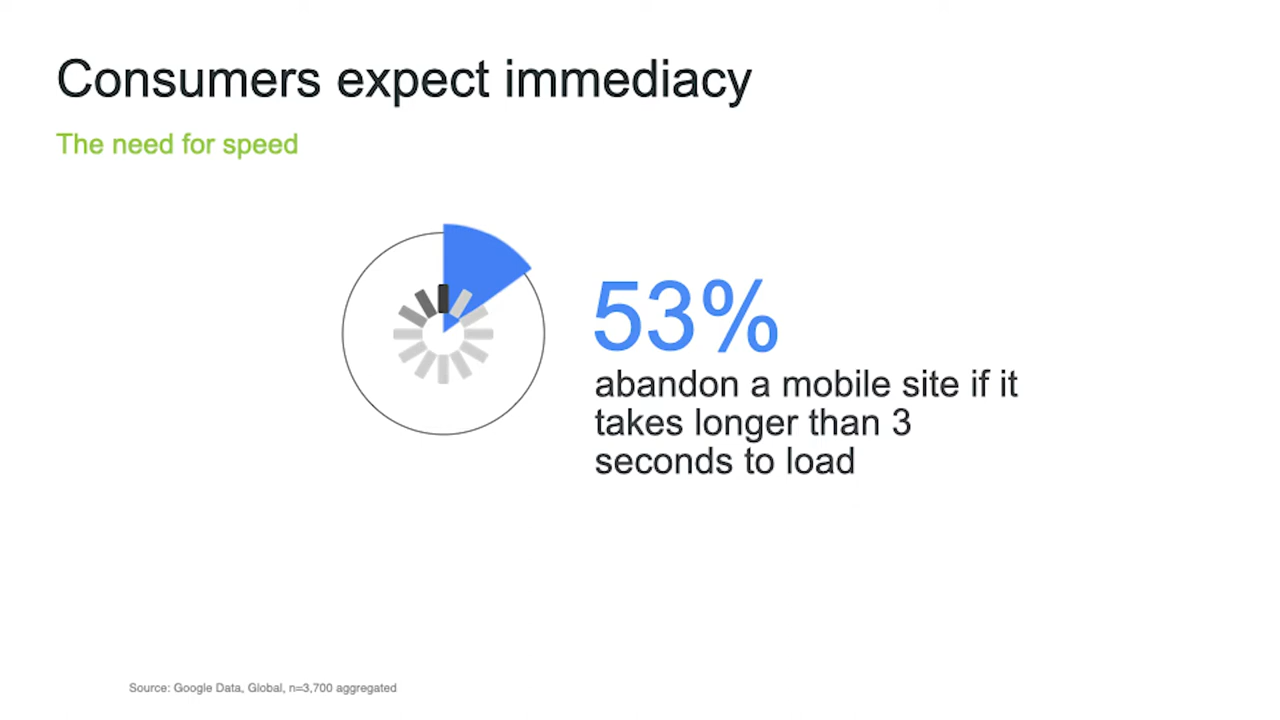 Consumers expect immediacy
The need for speed
53%
abandon a mobile site if it
takes longer than 3
seconds to load
Source: Google Data, Global, n=3,700 aggregated